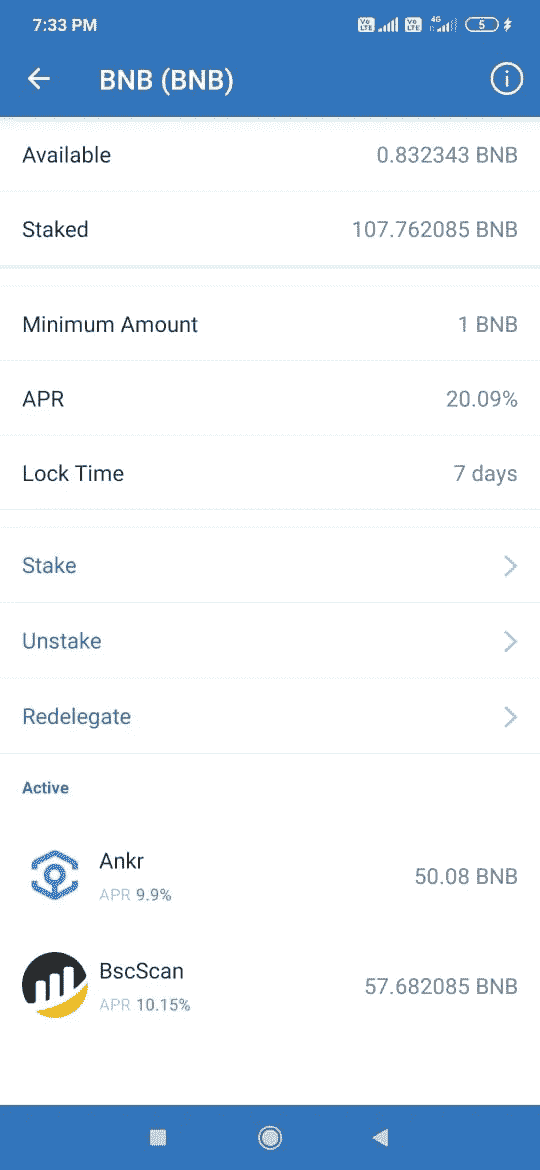 7:33 PM
Vo LTE Vo LTE 4G 5
BNB (BNB)
Available 0.832343 BNB
Staked 107.762085 BNB
Minimum Amount 1 BNB
APR 20.09%
Lock Time 7 days
Stake
Unstake
Redelegate
Active
Ankr
50.08 BNB
APR 9.9%
BscScan
57.682085 BNB
APR 10.15%